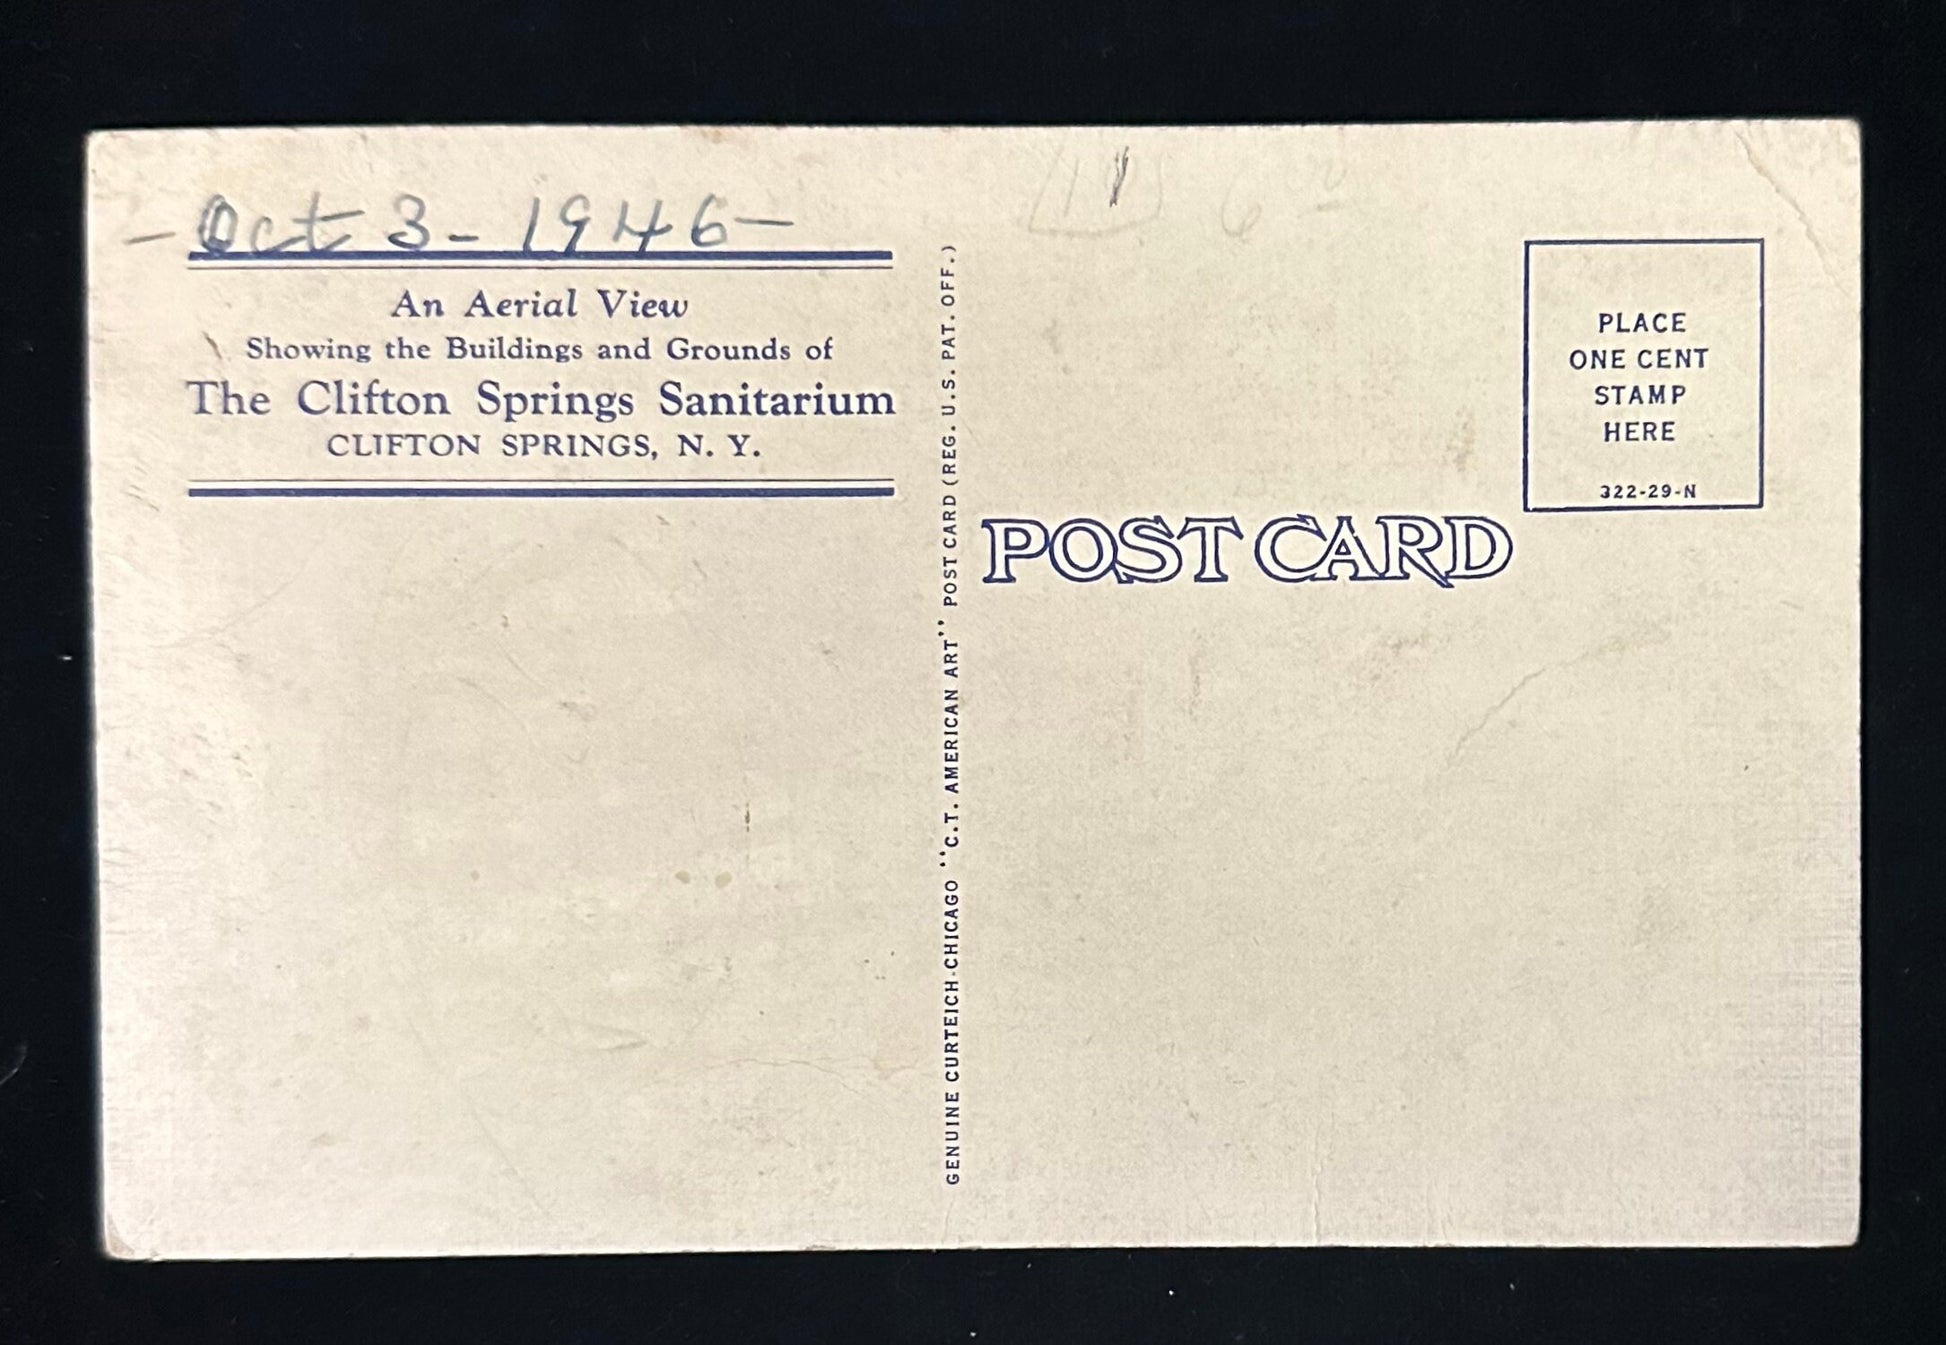 - Oct 3 - 1946 -
An Aerial View
Showing the Buildings and Grounds of
The Clifton Springs Sanitarium
CLIFTON SPRINGS, N. Y.
GENUINE CURTEICH-CHICAGO "C.T. AMERICAN ART" POST CARD (REG. U.S. PAT. OFF.)
PLACE
ONE CENT
STAMP
HERE
322-29-N
POST CARD